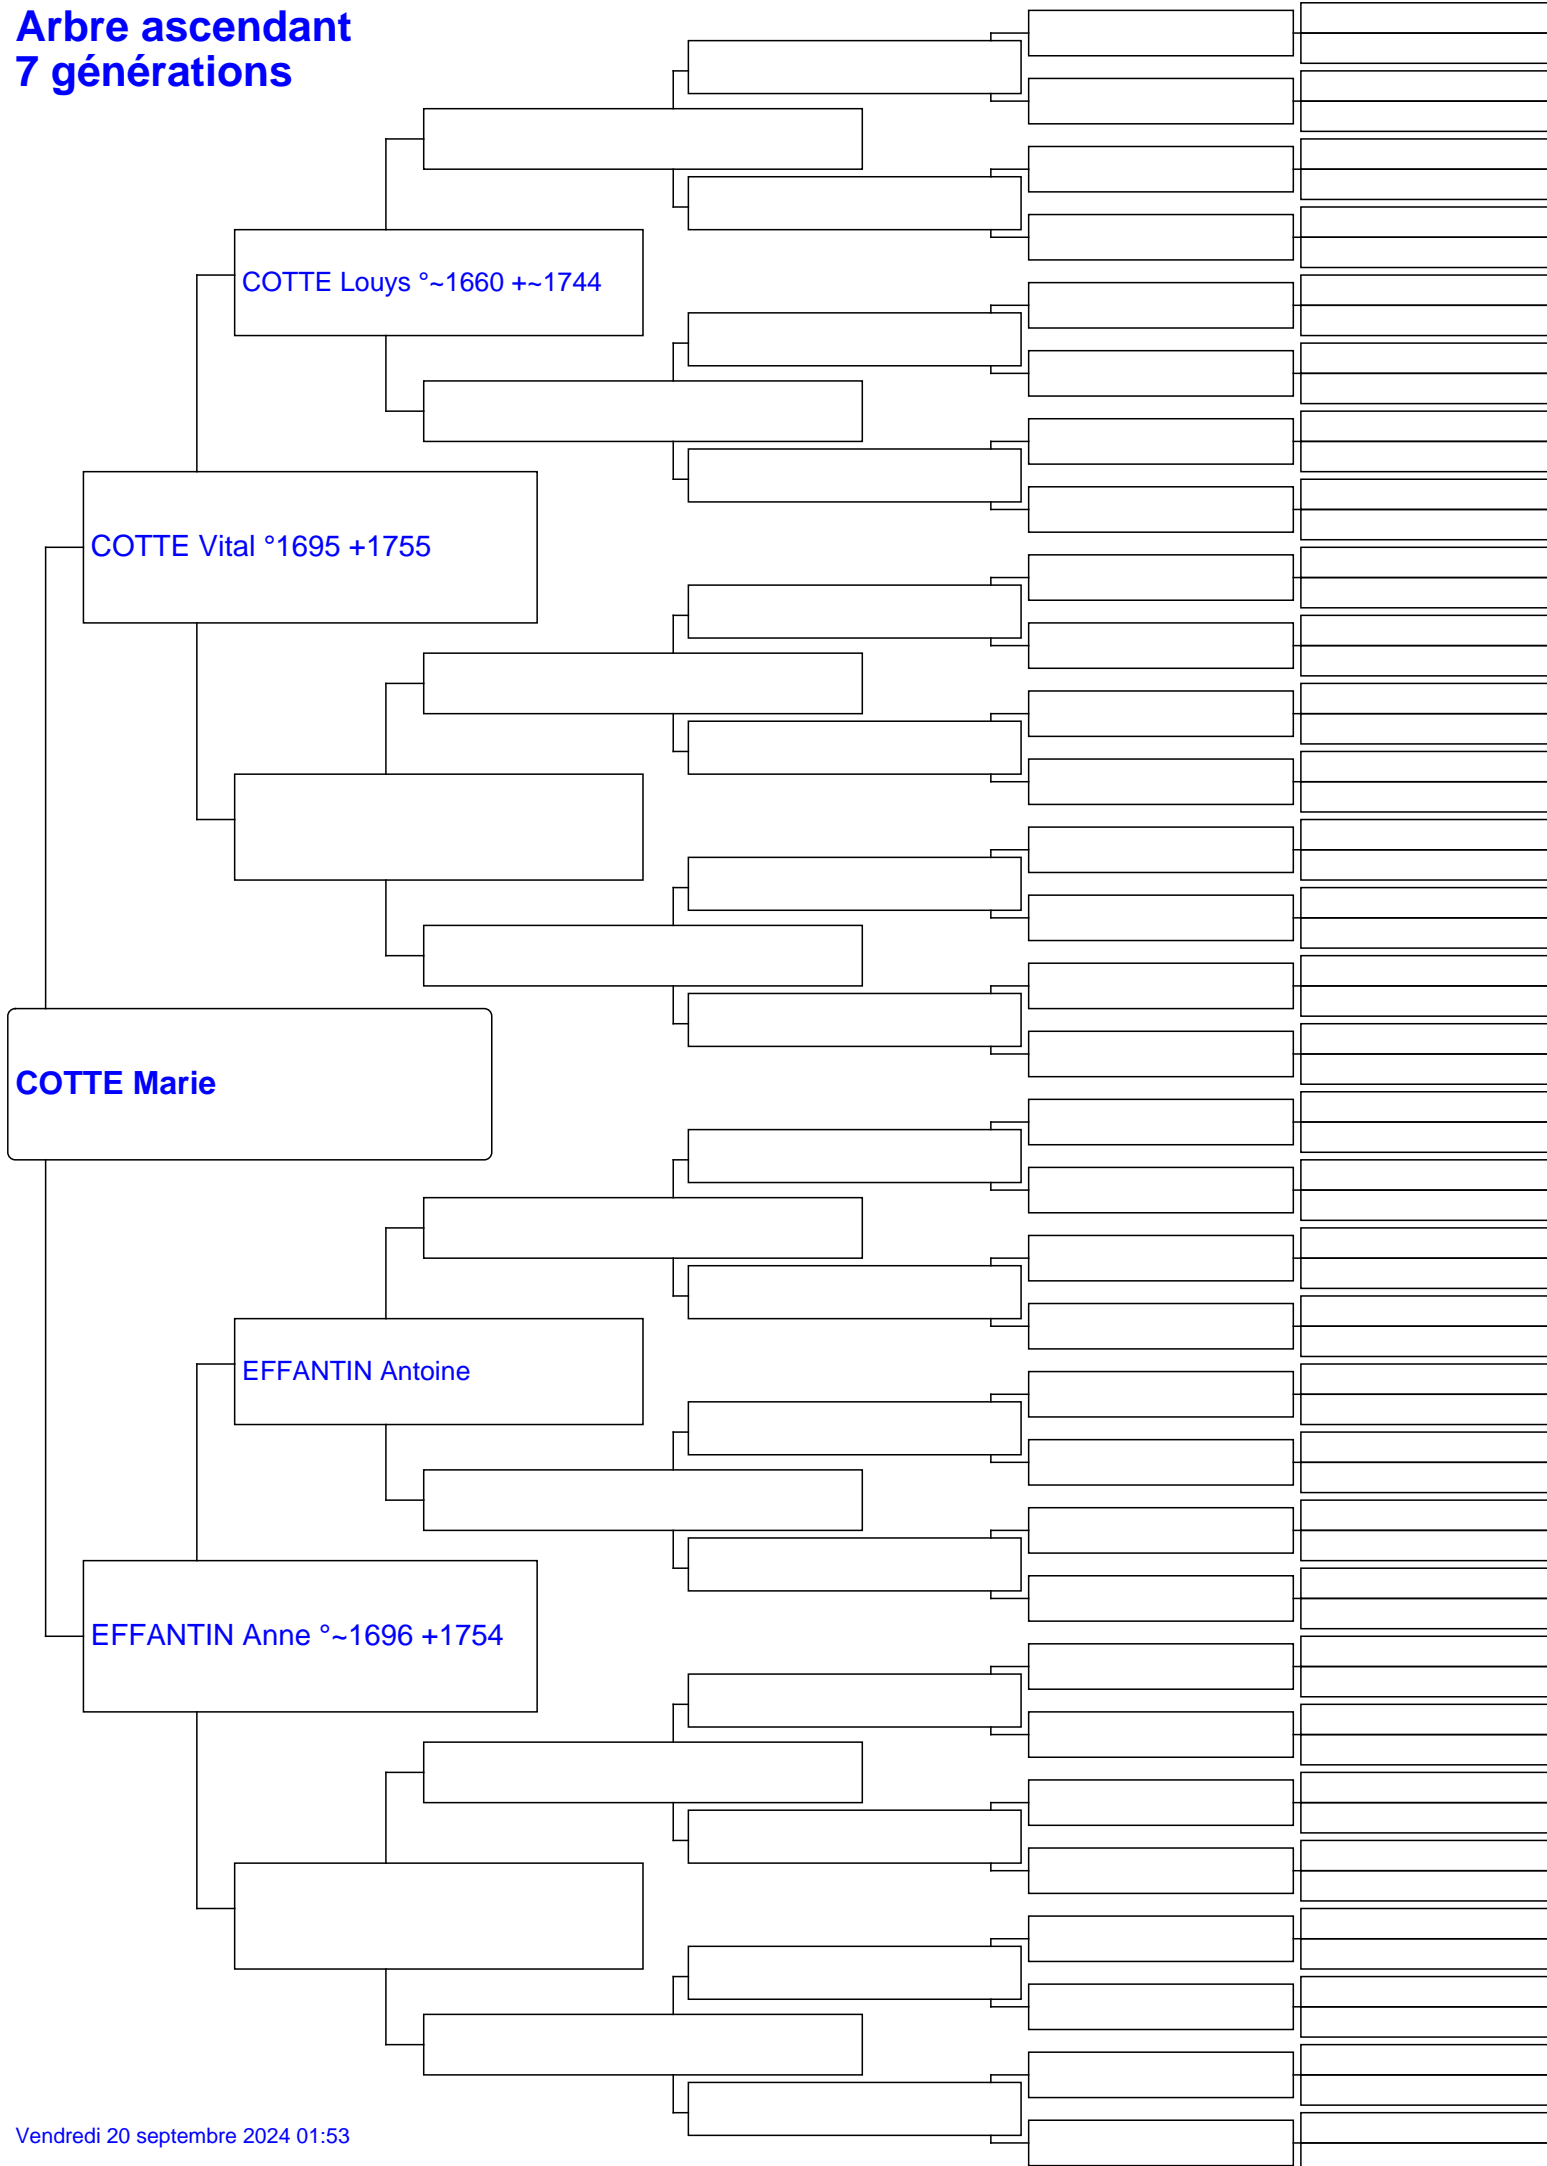 Arbre ascendant
7 générations
COTTE Louys °~1660 +~1744
COTTE Vital °1695 +1755
COTTE Marie
EFFANTIN Antoine
EFFANTIN Anne °~1696 +1754
Vendredi 20 septembre 2024 01:53